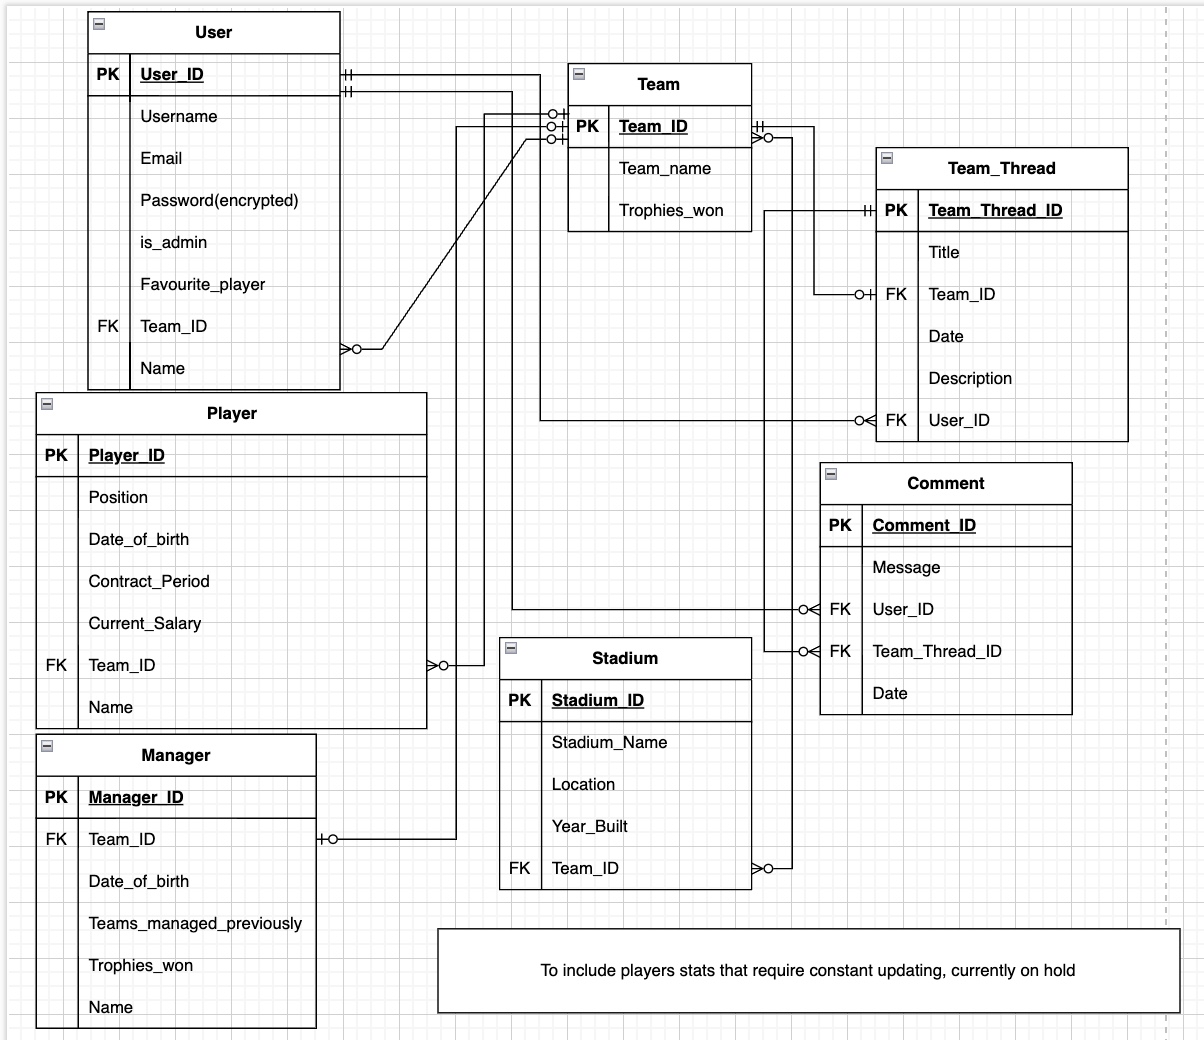 User
PK User_ID
Username
Email
Password(encrypted)
is_admin
Favourite_player
FK Team_ID
Name
Team
PK Team_ID
Team_name
Trophies_won
Team_Thread
PK Team_Thread_ID
Title
FK Team_ID
Date
Description
FK User_ID
Player
PK Player_ID
Position
Date_of_birth
Contract_Period
Current_Salary
FK Team_ID
Name
Comment
PK Comment_ID
Message
FK User_ID
FK Team_Thread_ID
Date
Stadium
PK Stadium_ID
Stadium_Name
Location
Year_Built
FK Team_ID
Manager
PK Manager_ID
FK Team_ID
Date_of_birth
Teams_managed_previously
Trophies_won
Name
To include players stats that require constant updating, currently on hold